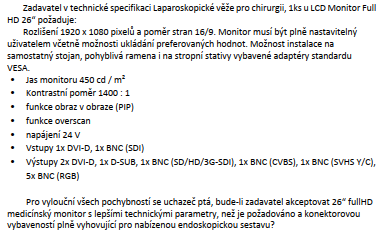 Zadavatel v technické specifikaci Laparoskopické věže pro chirurgii, 1ks u LCD Monitor Full
HD 26“ požaduje:
Rozlišení 1920 x 1080 pixelů a poměr stran 16/9. Monitor musí být plně nastavitelný
uživatelem včetně možnosti ukládání preferovaných hodnot. Možnost instalace na
samostatný stojan, pohyblivá ramena i na stropní stativy vybavené adaptéry standardu
VESA.
• Jas monitoru 450 cd / m²
• Kontrastní poměr 1400 : 1
• funkce obraz v obraze (PIP)
• funkce overscan
• napájení 24 V
• Vstupy 1x DVI-D, 1x BNC (SDI)
• Výstupy 2x DVI-D, 1x D-SUB, 1x BNC (SD/HD/3G-SDI), 1x BNC (CVBS), 1x BNC (SVHS Y/C),
5x BNC (RGB)
Pro vylouční všech pochybností se uchazeč ptá, bude-li zadavatel akceptovat 26“ fullHD
medicínský monitor s lepšími technickými parametry, než je požadováno a konektorovou
vybaveností plně vyhovující pro nabízenou endoskopickou sestavu?